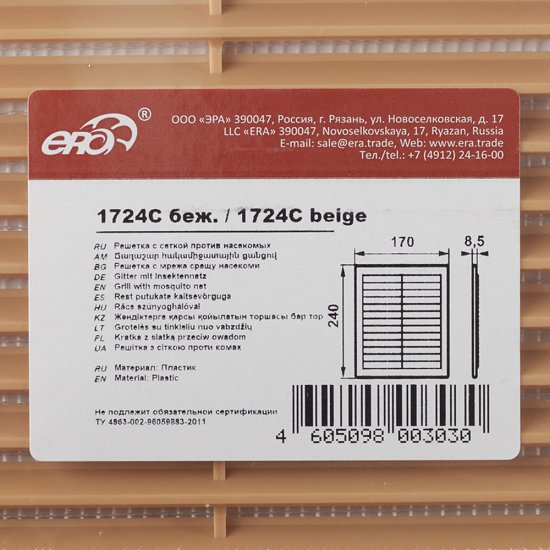 ERA®
ООО «ЭРА» 390047, Россия, г. Рязань, ул. Новоселковская, д. 17
LLC «ERA» 390047, Novoselkovskaya, 17, Ryazan, Russia
E-mail: sale@era.trade, Web: www.era.trade
Тел./tel.: +7 (4912) 24-16-00
1724С беж. / 1724C beige
RU Решетка с сеткой против насекомых
AM Ճաղաշար հակամիջատային ցանցով
BG Решетка с мрежа срещу насекоми
DE Gitter mit Insektennetz
EN Grill with mosquito net
ES Rest putukate kaitsevõrguga
HU Rács szúnyoghálóval
KZ Жәндіктерге қарсы қойылатын торшасы бар тор
LT Grotelės su tinkleliu nuo vabzdžių
PL Kratka z siatką przeciw owadom
UA Решітка з сіткою проти комах
RU Материал: Пластик
EN Material: Plastic
Не подлежит обязательной сертификации
ТУ 4863-002-96059883-2011
170
8,5
240
4 605098 003030